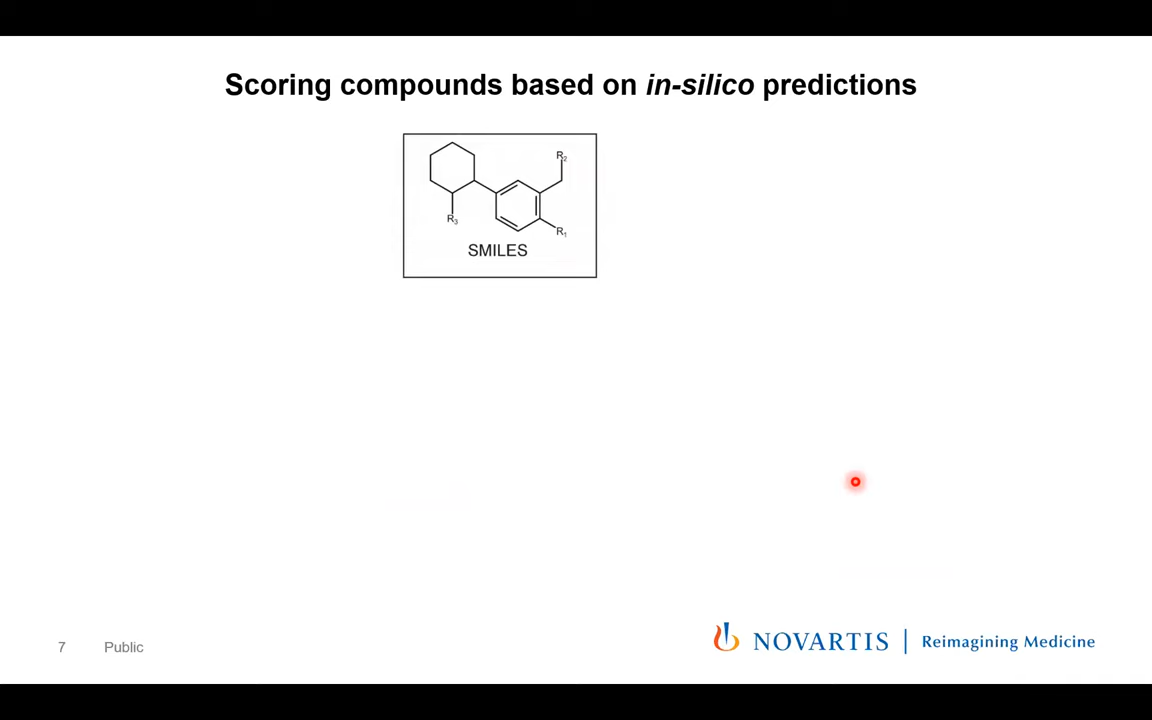 Scoring compounds based on in-silico predictions
R2
R3
R1
SMILES
7 Public
NOVARTIS | Reimagining Medicine